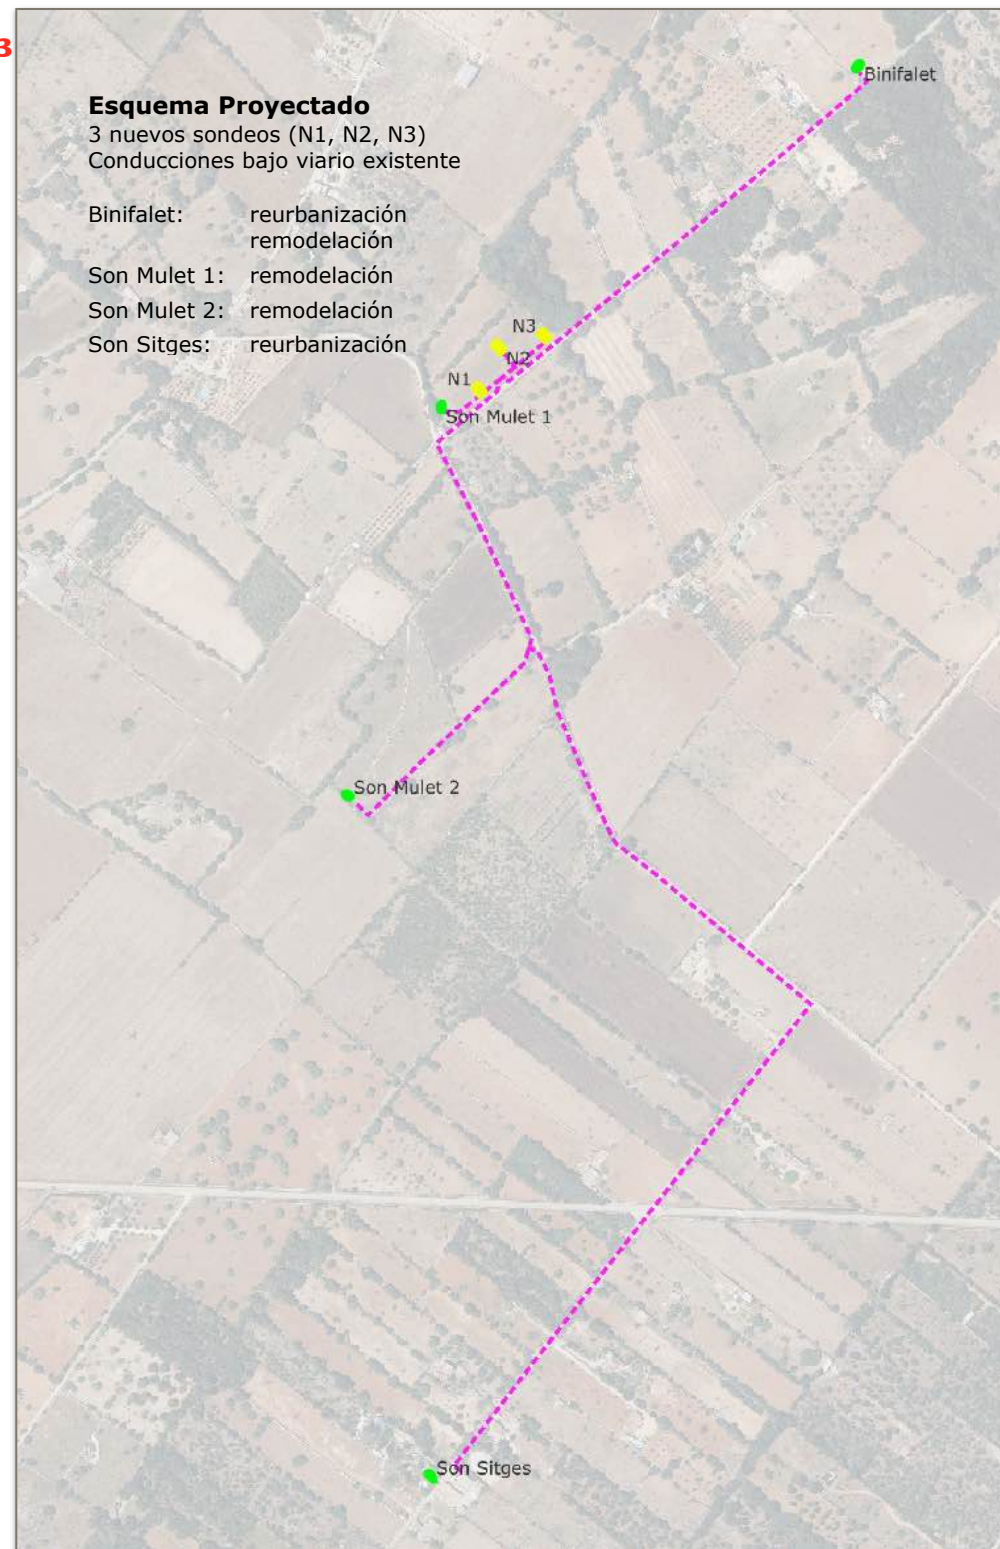 3
Esquema Proyectado
3 nuevos sondeos (N1, N2, N3)
Conducciones bajo viario existente
Binifalet: reurbanización
remodelación
Son Mulet 1: remodelación
Son Mulet 2: remodelación
Son Sitges: reurbanización
Binifalet
N3
N2
N1
Son Mulet 1
Son Mulet 2
Son Sitges